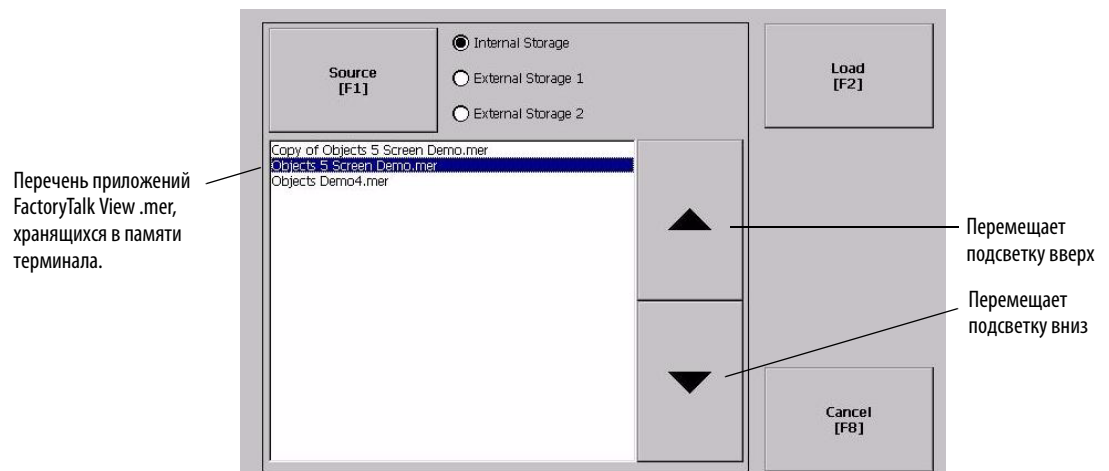 Source
[F1]
Internal Storage
External Storage 1
External Storage 2
Load
[F2]
Copy of Objects 5 Screen Demo.mer
Objects 5 Screen Demo.mer
Objects Demo4.mer
Перечень приложений
FactoryTalk View .mer,
хранящихся в памяти
терминала.
Перемещает
подсветку вверх
Перемещает
подсветку вниз
Cancel
[F8]